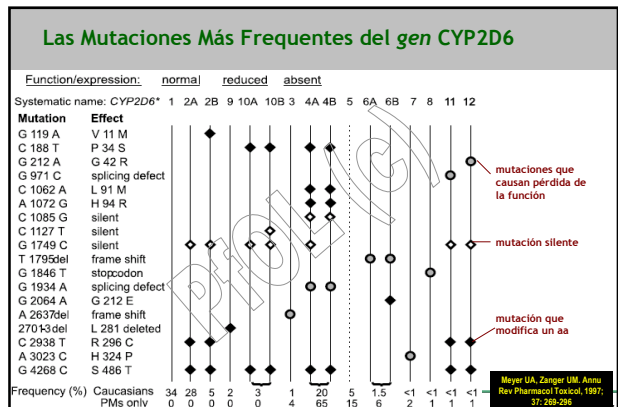 Las Mutaciones Más Frecuentes del gen CYP2D6
Function/expression: normal reduced absent
Systematic name: CYP2D6* 1 2A 2B 9 10A 10B 3 4A 4B 5 6A 6B 7 8 11 12
Mutation Effect
G 119 A V 11 M
C 188 T P 34 S
G 212 A G 42 R
G 971 C splicing defect
C 1062 A L 91 M
A 1072 G H 94 R
C 1085 G silent
C 1127 T silent
G 1749 C silent
T 1795del frame shift
G 1846 T stopcodon
G 1934 A splicing defect
G 2064 A G 212 E
A 2637del frame shift
2701-3del L 281 deleted
C 2938 T R 296 C
A 3023 C H 324 P
G 4268 C S 486 T
Frequency (%) Caucasians 34 28 5 2 3 1 20 5 1.5 <1 <1 <1 <1
PMs only 0 0 0 0 0 4 65 15 6 2 1 1 1
mutaciones que
causan pérdida de
la función
mutación silente
mutación que
modifica un aa
Meyer UA, Zanger UM. Annu
Rev Pharmacol Toxicol, 1997;
37: 269-296